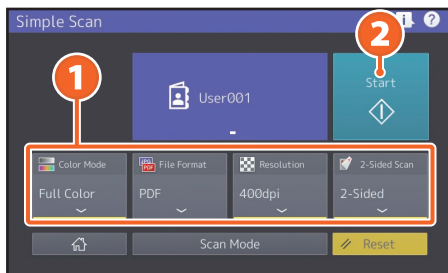 Simple Scan
i ?
1
2
User001
Start
Color Mode
Full Color
JPG PDF File Format
PDF
Resolution
400dpi
2-Sided Scan
2-Sided
Scan Mode
Reset